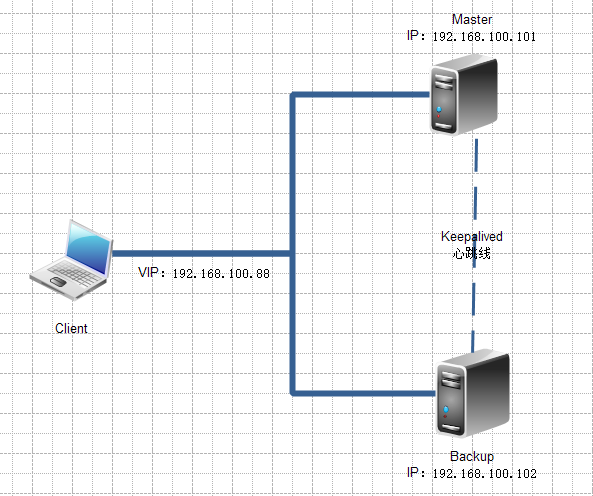 Master
IP：192.168.100.101
Keepalived
心跳线
VIP：192.168.100.88
Client
Backup
IP：192.168.100.102